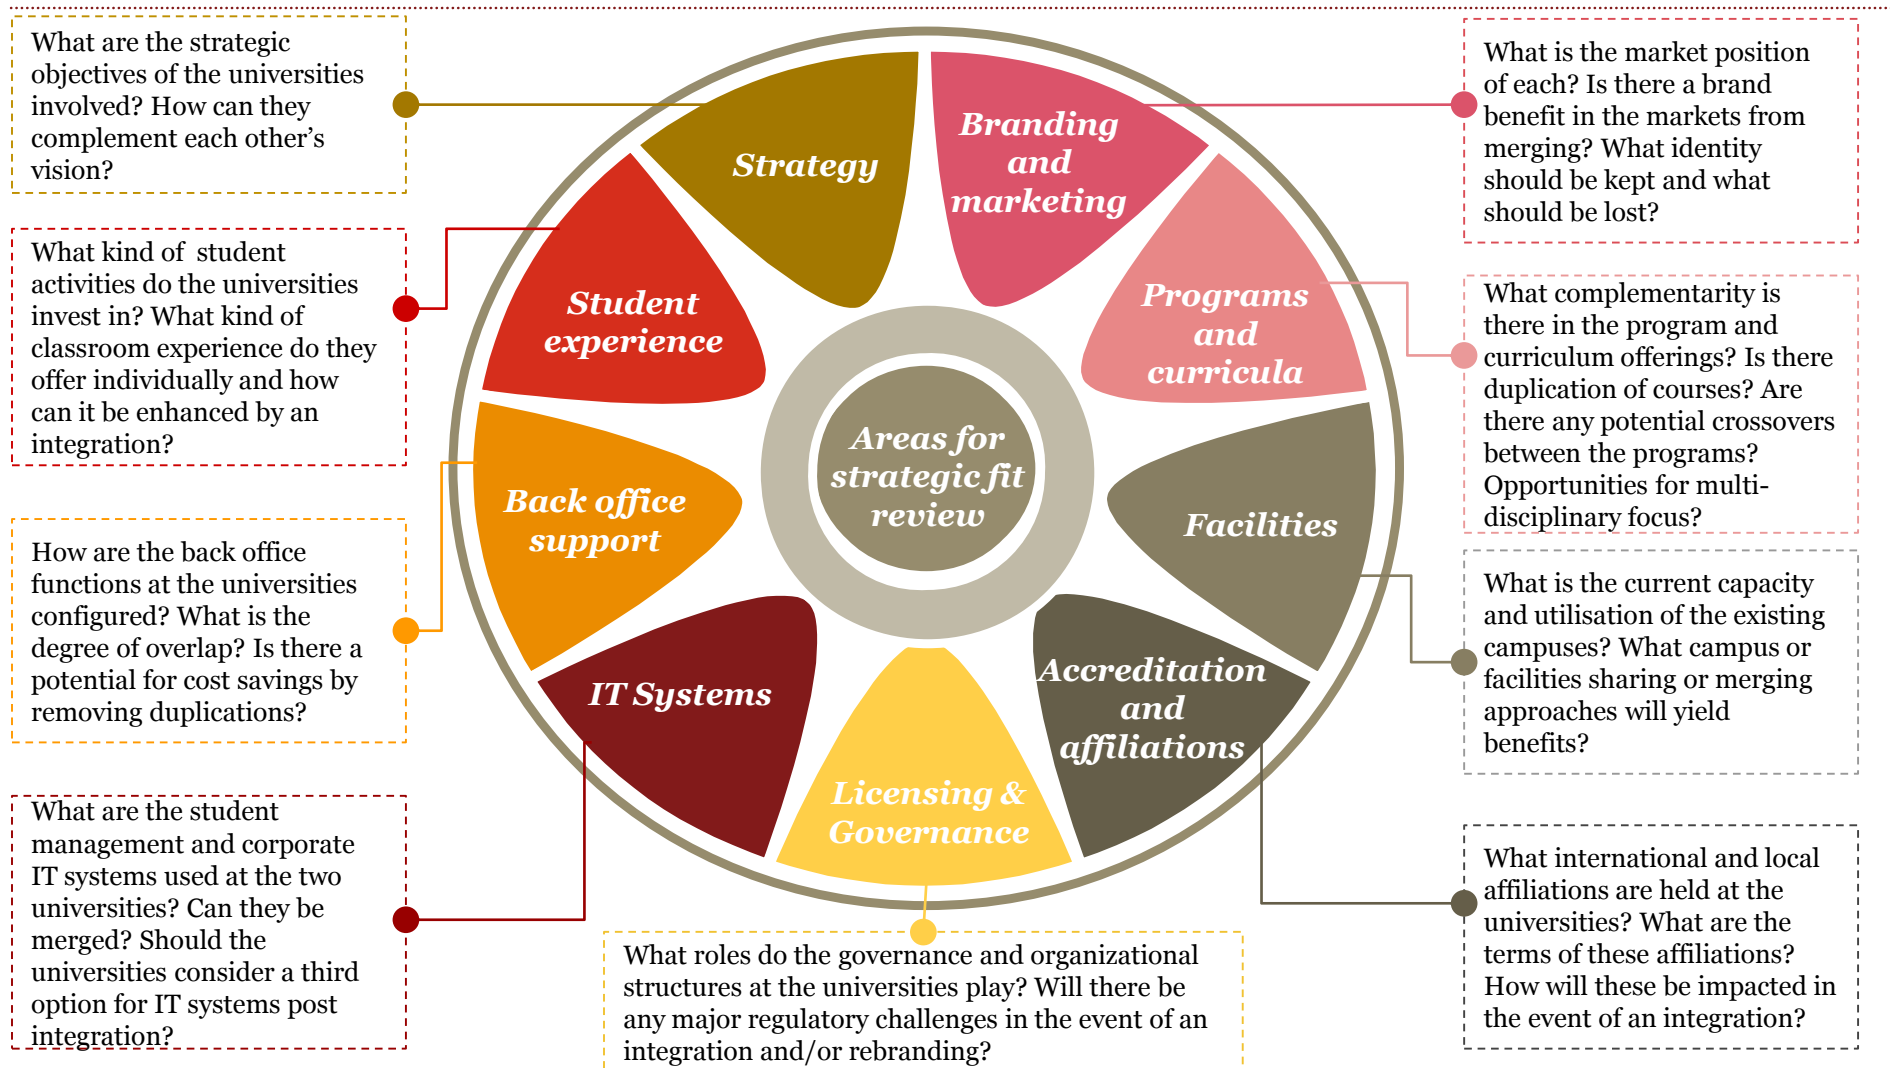 What are the strategic
objectives of the universities
involved? How can they
complement each other’s
vision?
What kind of  student
activities do the universities
invest in? What kind of
classroom experience do they
offer individually and how
can it be enhanced by an
integration?
How are the back office
functions at the universities
configured? What is the
degree of overlap? Is there a
potential for cost savings by
removing duplications?
What are the student
management and corporate
IT systems used at the two
universities? Can they be
merged? Should the
universities consider a third
option for IT systems post
integration?
Strategy
Branding
and
marketing
Student
experience
Programs
and
curricula
Areas for
strategic fit
review
Back office
support
Facilities
IT Systems
Accreditation
and
affiliations
Licensing &
Governance
What roles do the governance and organizational
structures at the universities play? Will there be
any major regulatory challenges in the event of an
integration and/or rebranding?
What is the market position
of each? Is there a brand
benefit in the markets from
merging? What identity
should be kept and what
should be lost?
What complementarity is
there in the program and
curriculum offerings? Is there
duplication of courses? Are
there any potential crossovers
between the programs?
Opportunities for multi-
disciplinary focus?
What is the current capacity
and utilisation of the existing
campuses? What campus or
facilities sharing or merging
approaches will yield
benefits?
What international and local
affiliations are held at the
universities? What are the
terms of these affiliations?
How will these be impacted in
the event of an integration?